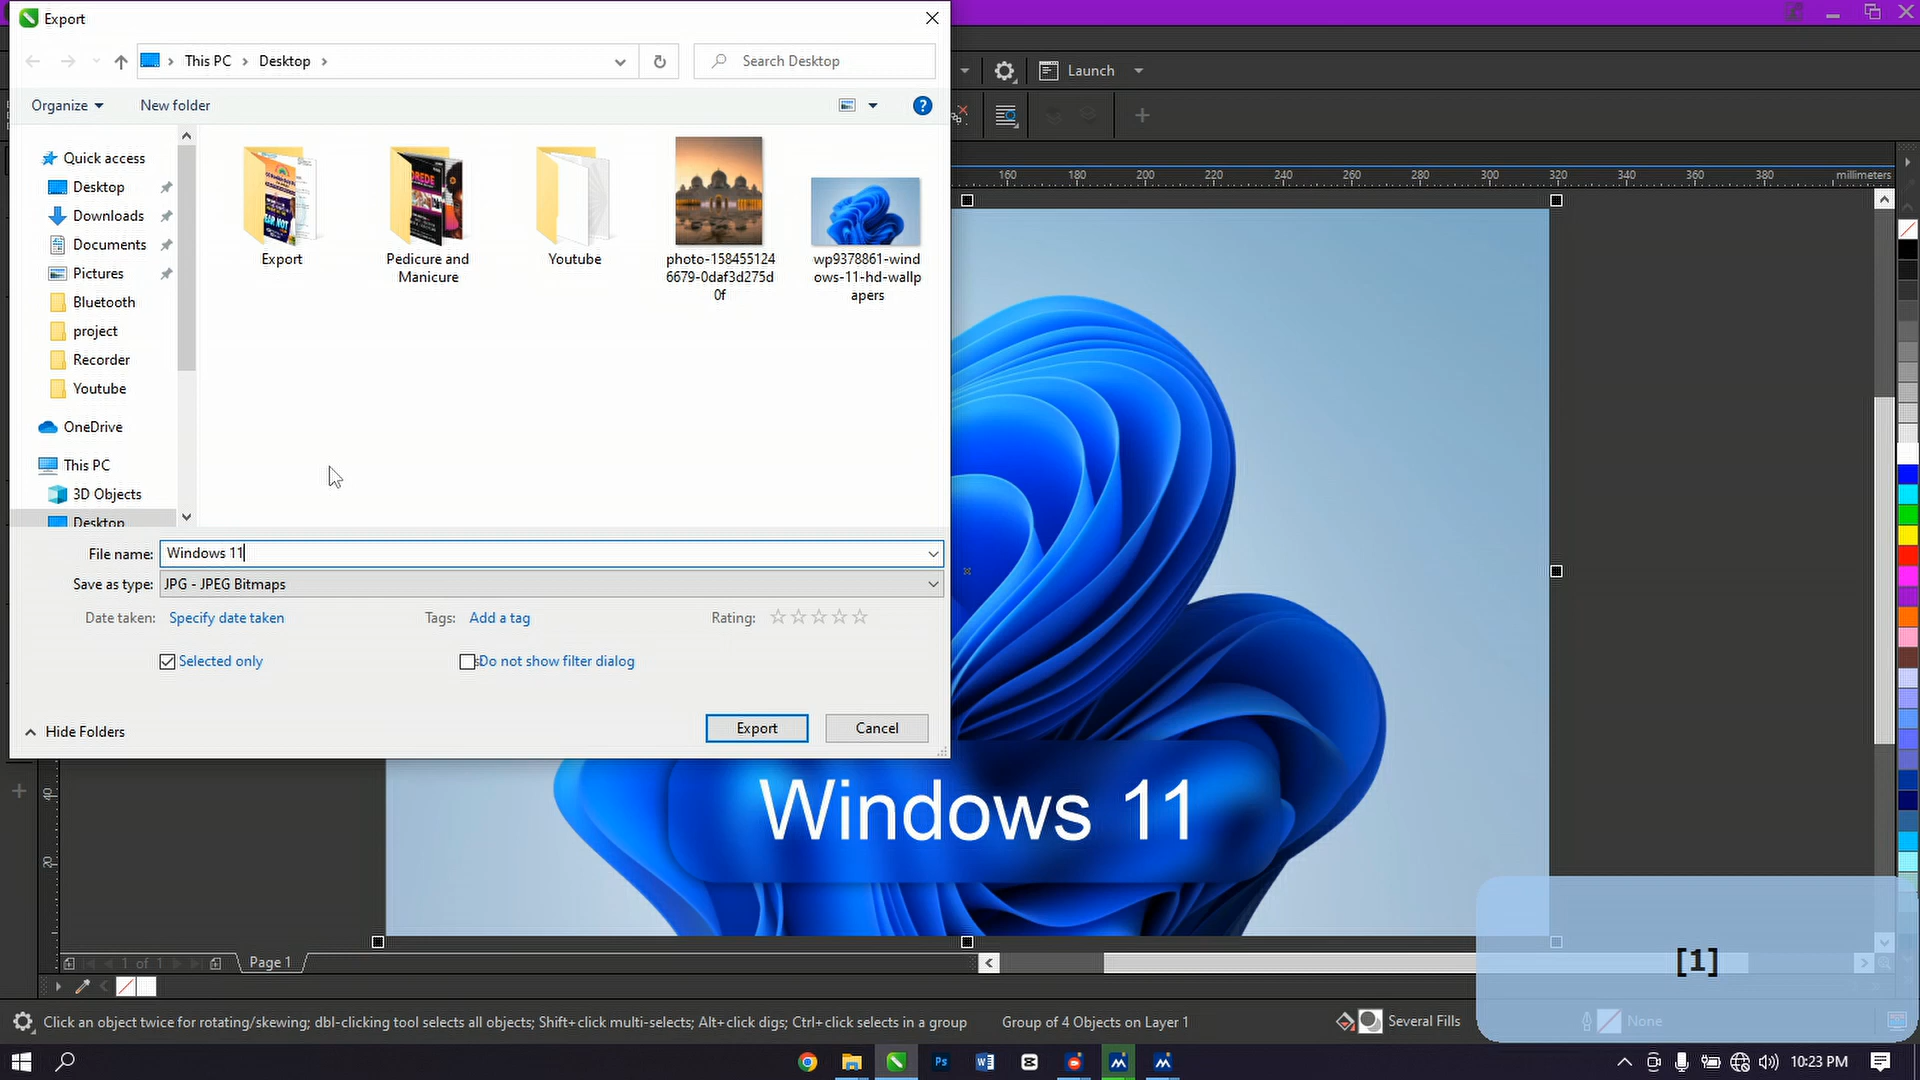 Export
This PC
Desktop
Search Desktop
Launch
Organize
New folder
?
Quick access
Desktop
Downloads
Documents
Pictures
Bluetooth
project
Recorder
Youtube
OneDrive
This PC
3D Objects
Desktop
Export
Pedicure and
Manicure
Youtube
photo-158455124
6679-0daf3d275d
0f
wp9378861-wind
ows-11-hd-wallp
apers
160 180 200 220 240 260 280 300 320 340 360 380 millimeters
File name: Windows 11
Save as type: JPG - JPEG Bitmaps
Date taken: Specify date taken
Tags: Add a tag
Rating:
Selected only
Do not show filter dialog
Hide Folders
Export
Cancel
Windows 11
40
20
1 of 1
Page 1
[1]
Click an object twice for rotating/skewing; dbl-clicking tool selects all objects; Shift+click multi-selects; Alt+click digs; Ctrl+click selects in a group
Group of 4 Objects on Layer 1
Several Fills
None
Ps
10:23 PM